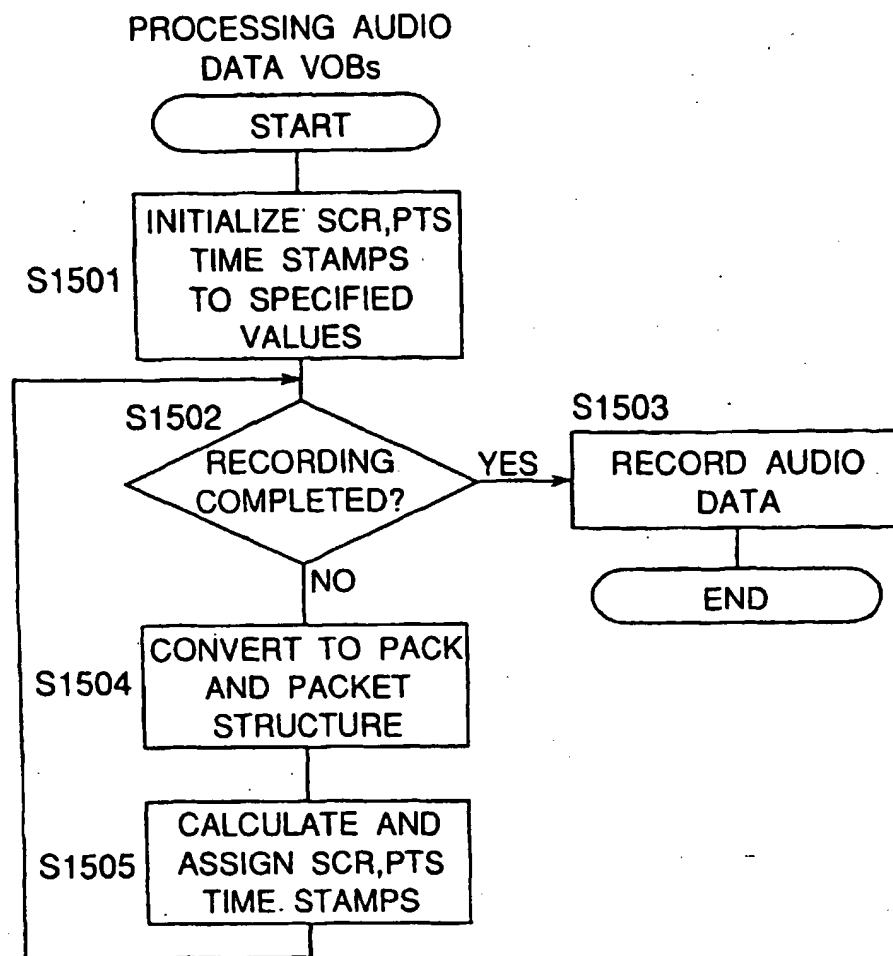 PROCESSING AUDIO
DATA VOBs
START
INITIALIZE SCR,PTS
TIME STAMPS
TO SPECIFIED
VALUES
S1501
S1502
RECORDING
COMPLETED?
YES
S1503
RECORD AUDIO
DATA
END
NO
CONVERT TO PACK
AND PACKET
STRUCTURE
S1504
CALCULATE AND
ASSIGN SCR,PTS
TIME. STAMPS
S1505